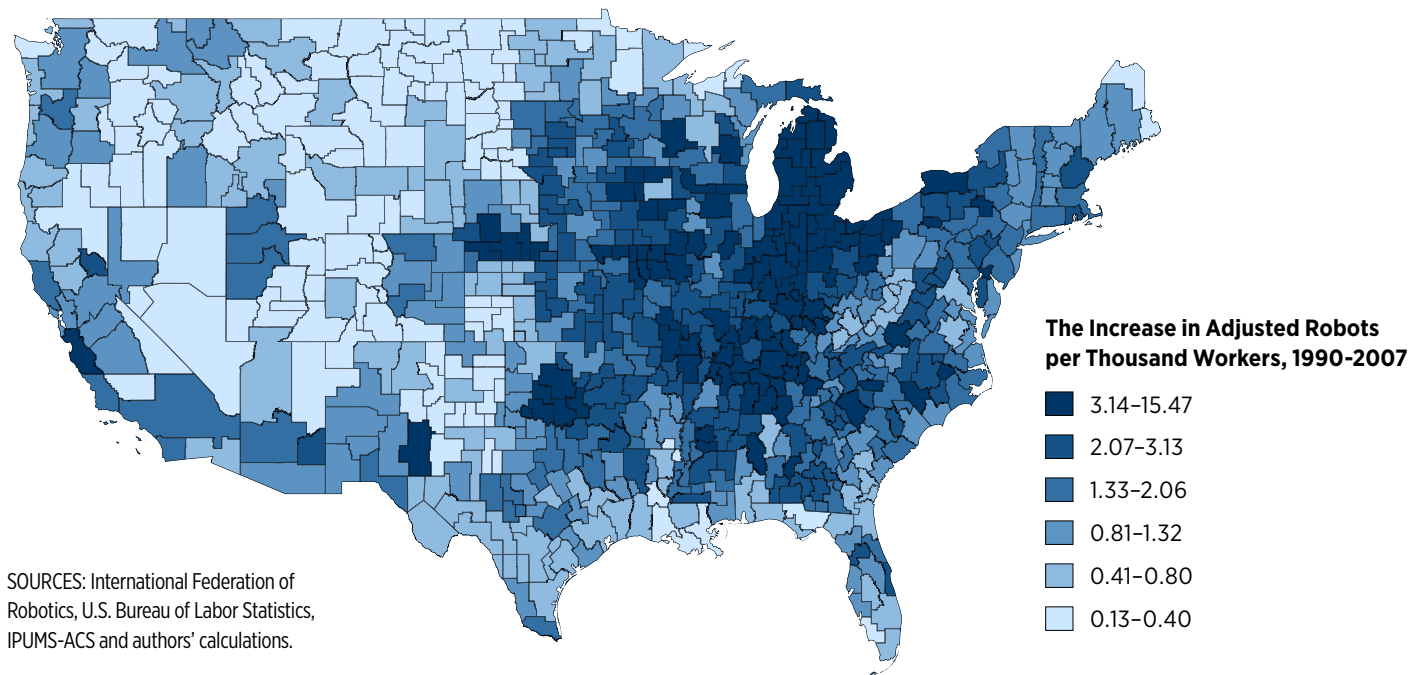 The Increase in Adjusted Robots
per Thousand Workers, 1990-2007
3.14–15.47
2.07–3.13
1.33–2.06
0.81–1.32
0.41–0.80
0.13–0.40
SOURCES: International Federation of
Robotics, U.S. Bureau of Labor Statistics,
IPUMS-ACS and authors’ calculations.